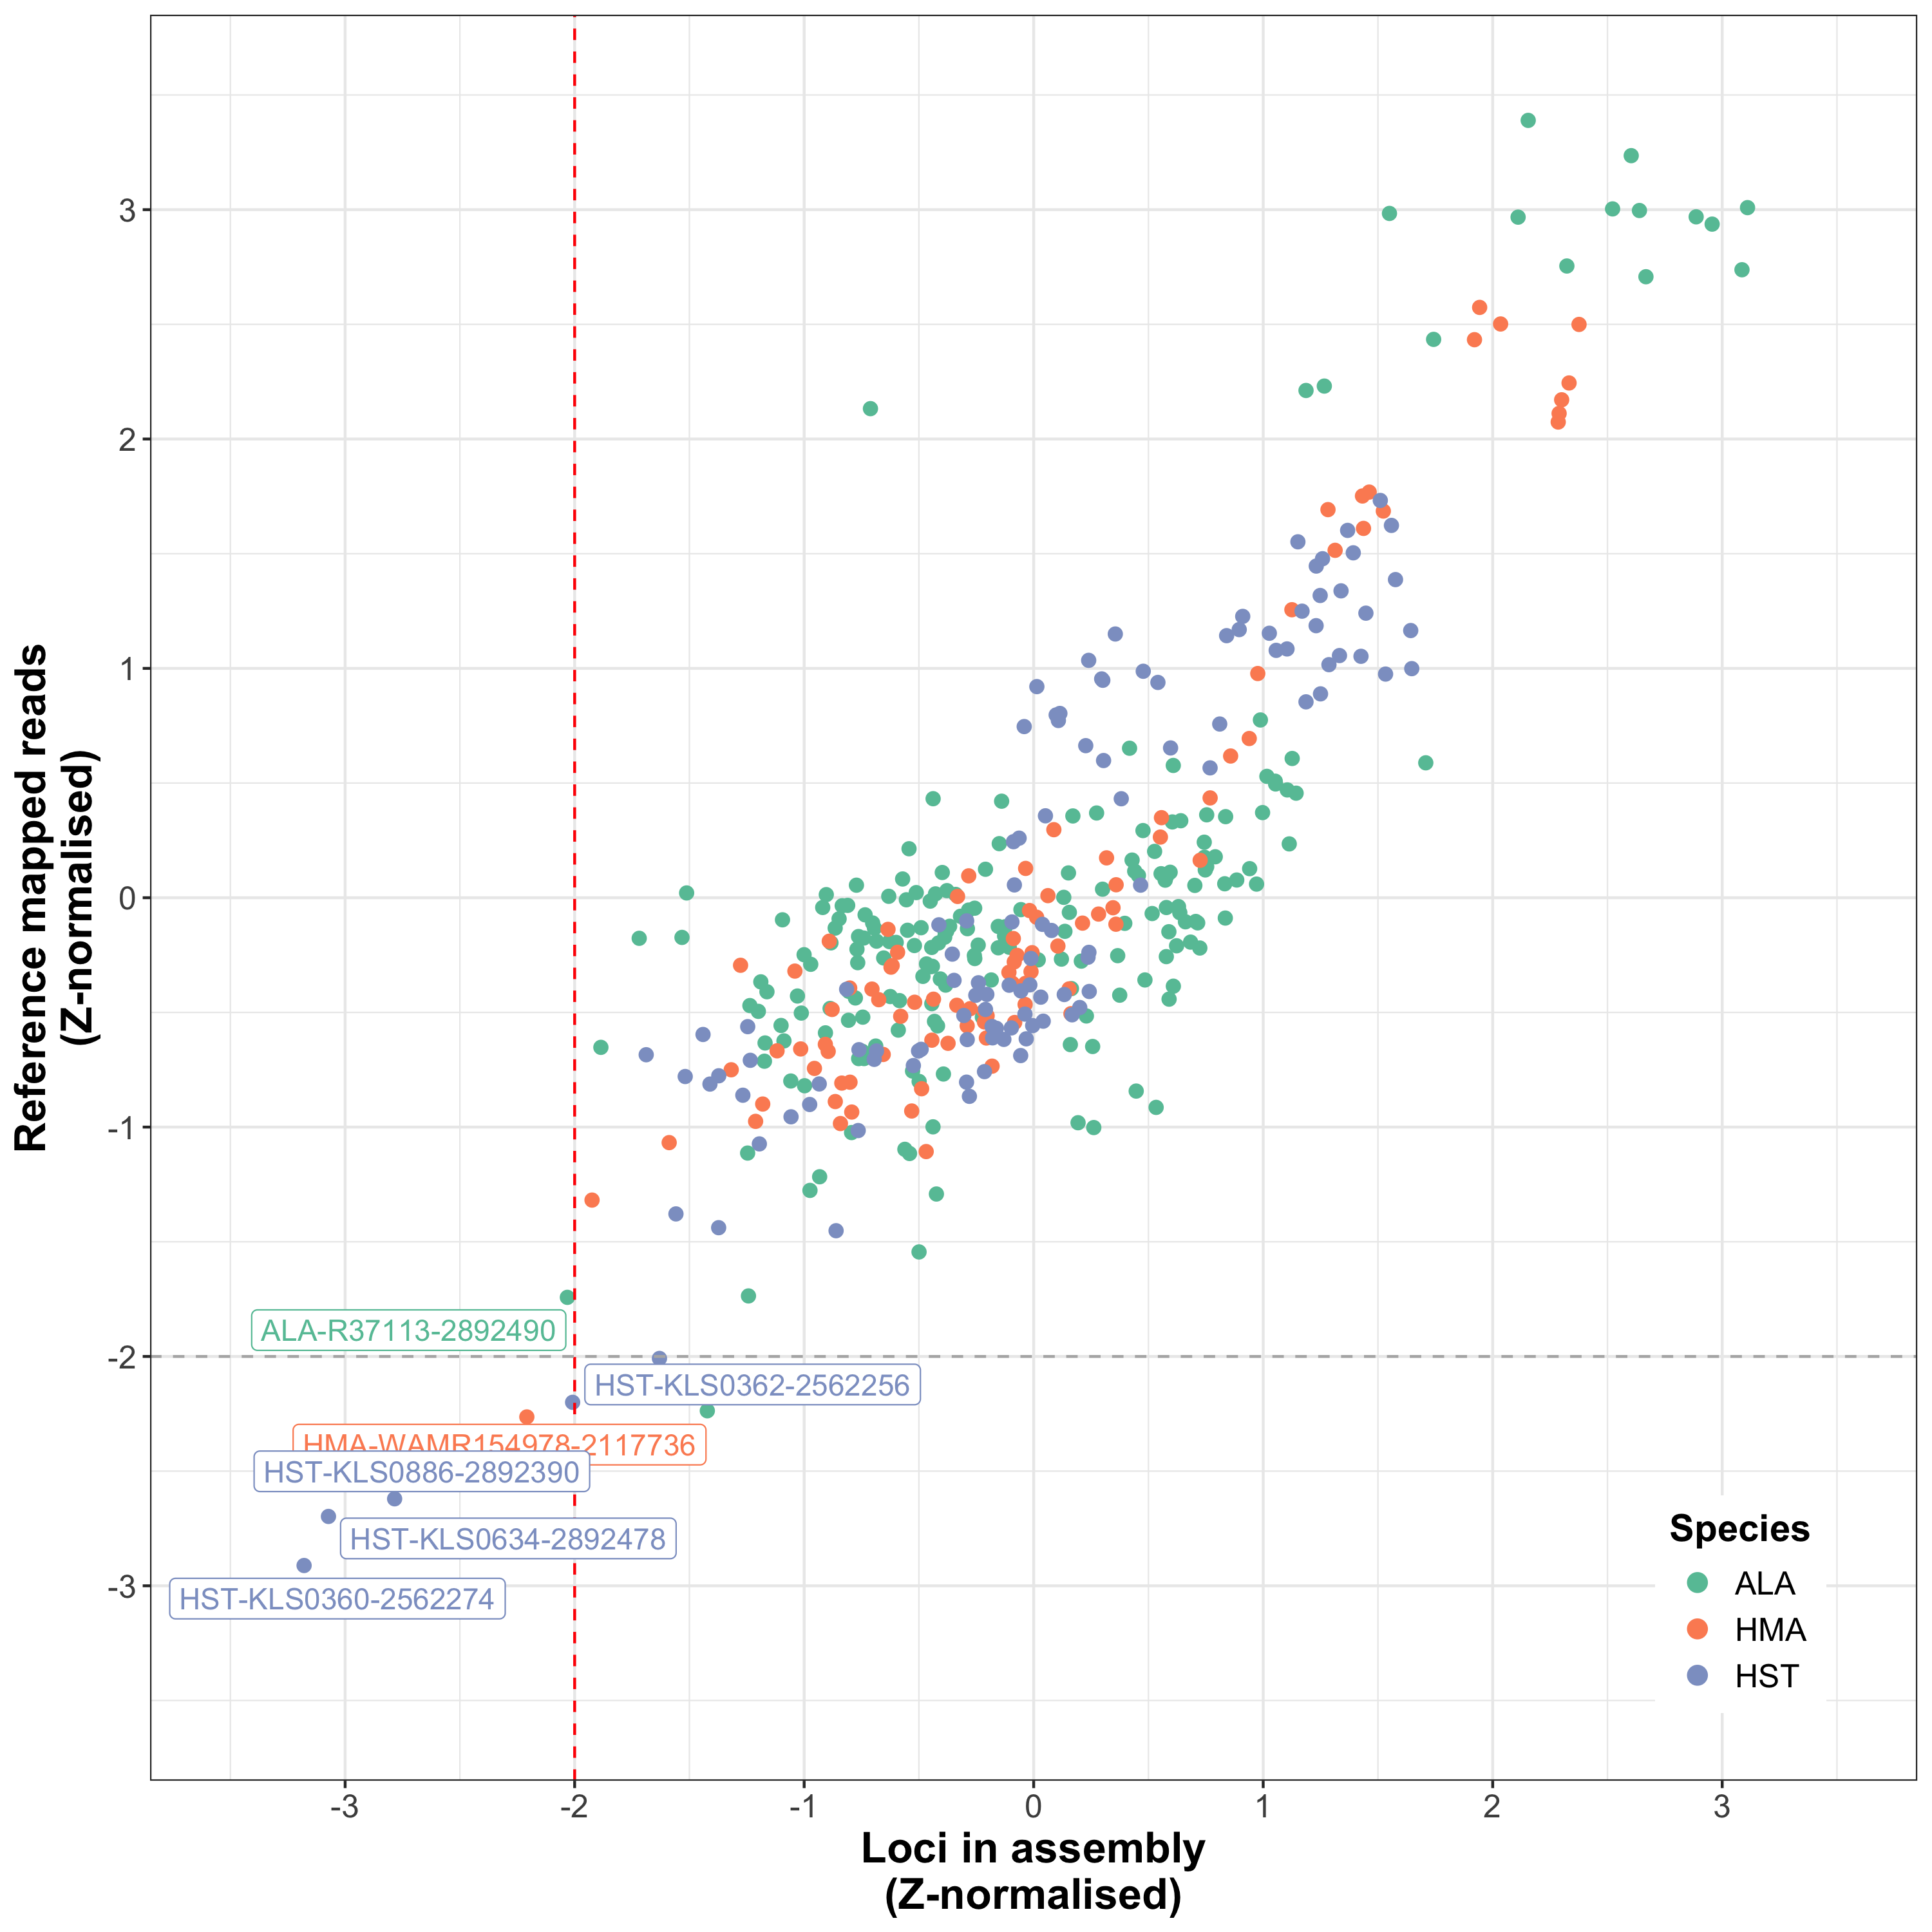 Reference mapped reads
(Z-normalised)
3
2
1
0
-1
-2
-3
ALA-R37113-2892490
HST-KLS0362-2562256
HMA-WAMR154978-2117736
HST-KLS0886-2892390
HST-KLS0634-2892478
HST-KLS0360-2562274
Species
ALA
HMA
HST
-3
-2
-1
0
1
2
3
Loci in assembly
(Z-normalised)